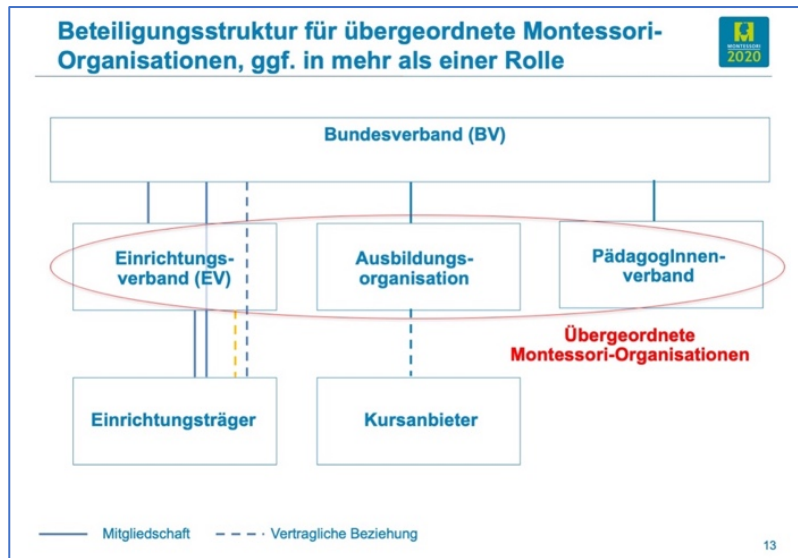 Beteiligungsstruktur für übergeordnete Montessori-
Organisationen, ggf. in mehr als einer Rolle
MONTESSORI
2020
Bundesverband (BV)
Einrichtungs-
verband (EV)
Ausbildungs-
organisation
PädagogInnen-
verband
Übergeordnete
Montessori-Organisationen
Einrichtungsträger
Kursanbieter
Mitgliedschaft
Vertragliche Beziehung
13